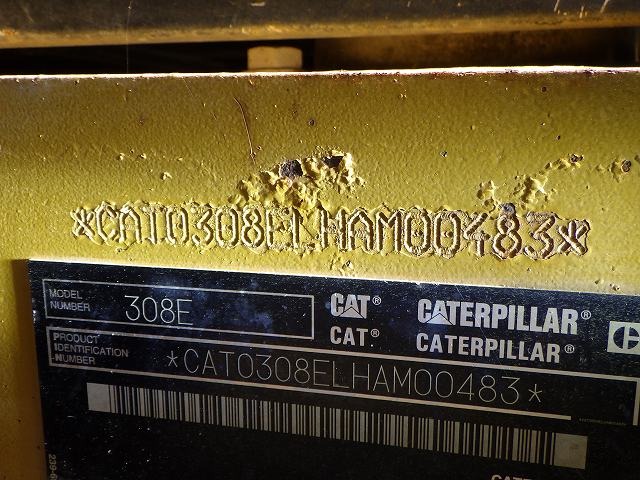 *CAT0308ELHAM00483*
MODEL NUMBER 308E
CAT® CATERPILLAR®
CAT® CATERPILLAR®
PRODUCT IDENTIFICATION NUMBER *CAT0308ELHAM00483*